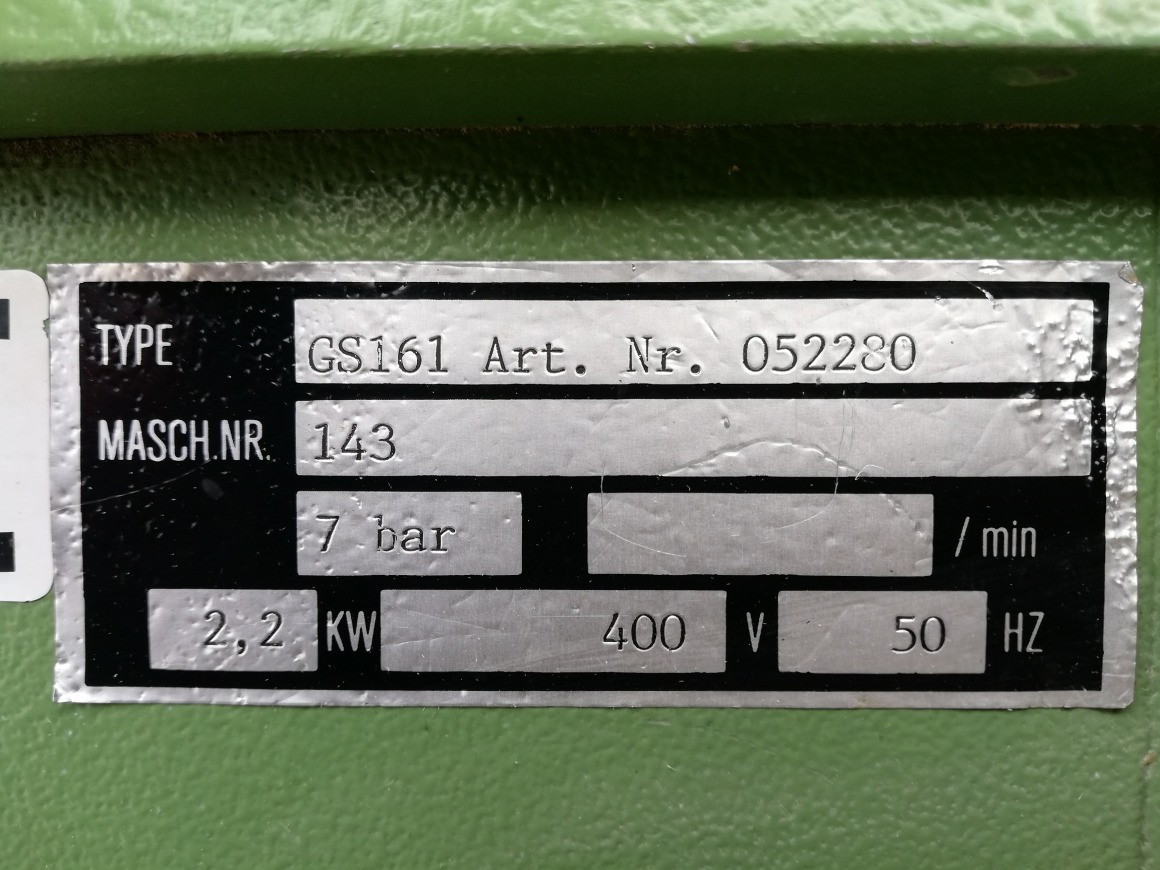 TYPE GS161 Art. Nr. 052280
MASCH.NR. 143
7 bar / min
2,2 KW 400 V 50 HZ